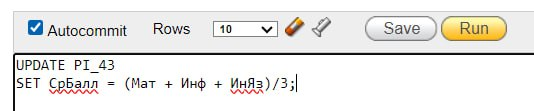 Autocommit Rows 10 Save Run
UPDATE PI_43
SET СрБалл = (Мат + Инф + ИнЯз)/3;